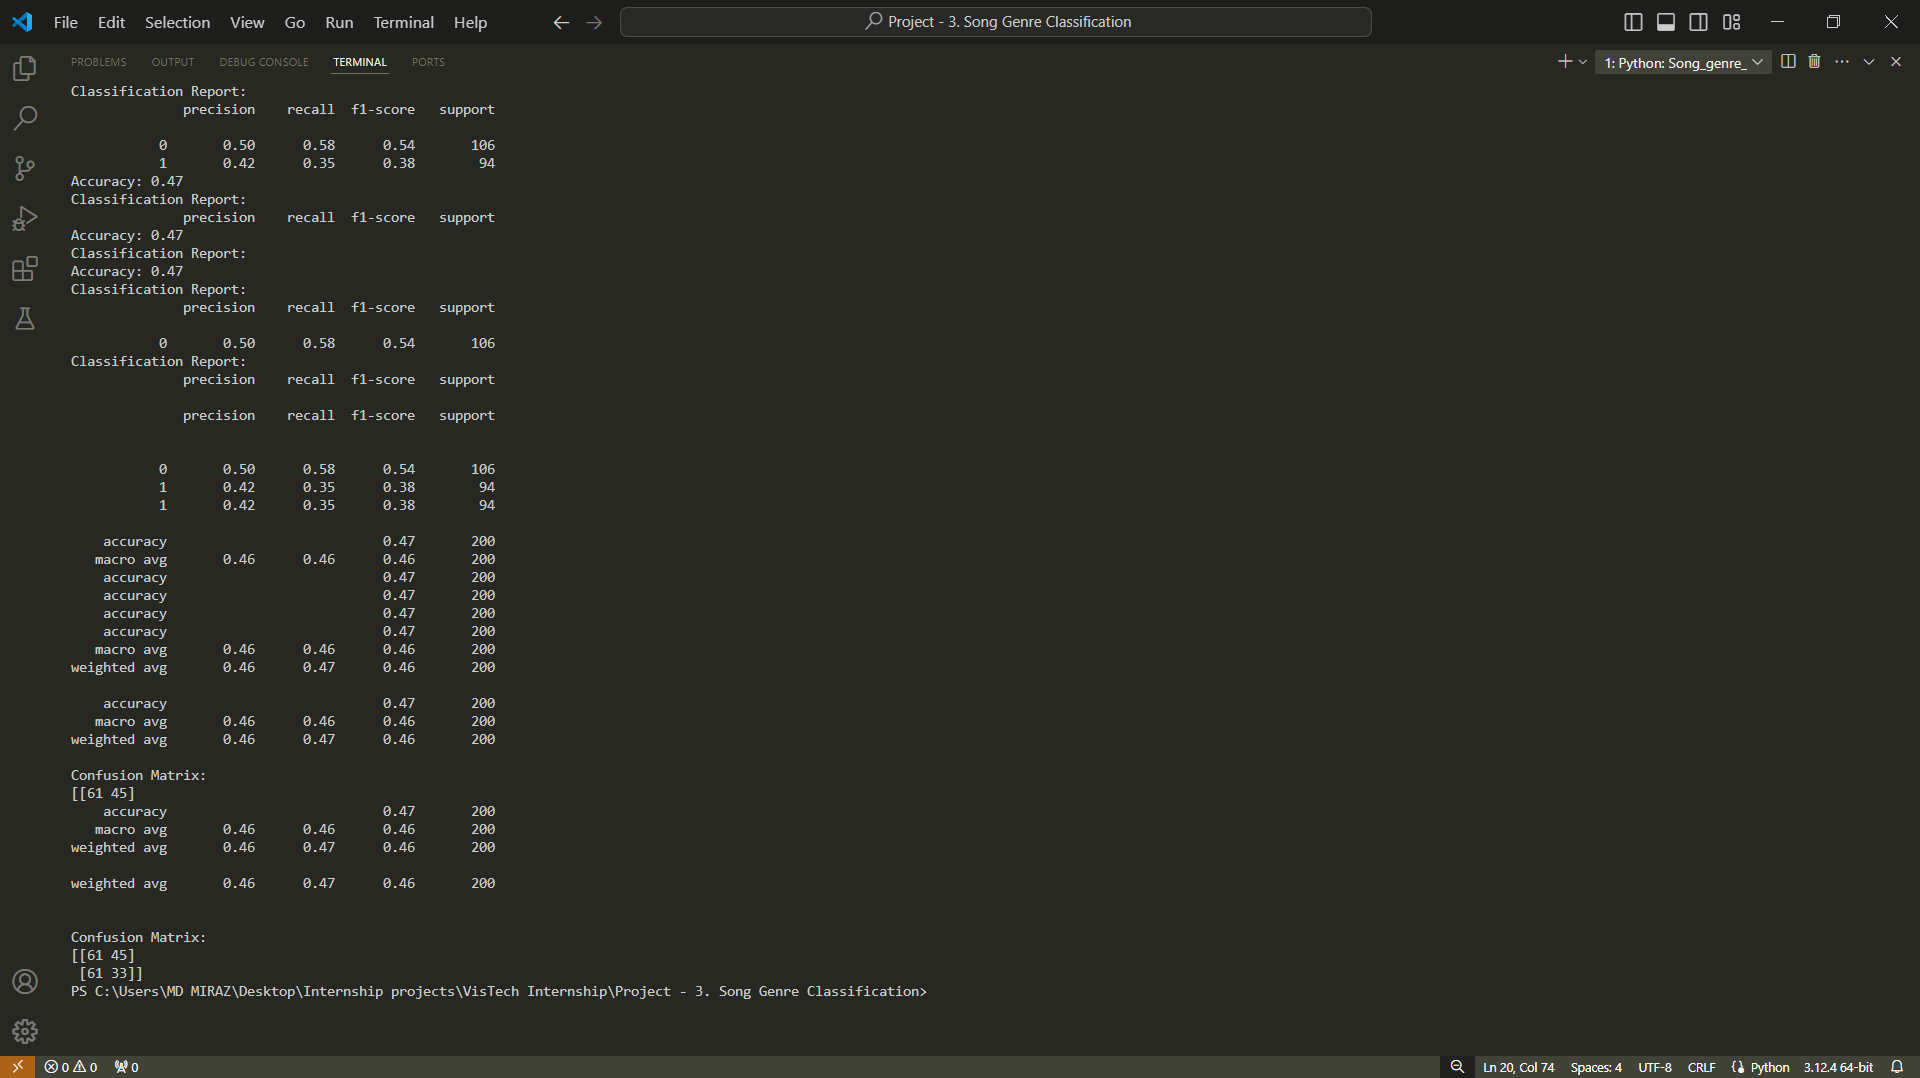 File Edit Selection View Go Run Terminal Help Project - 3. Song Genre Classification
PROBLEMS OUTPUT DEBUG CONSOLE TERMINAL PORTS 1: Python: Song_genre_
Classification Report:
precision recall f1-score support
0 0.50 0.58 0.54 106
1 0.42 0.35 0.38 94
Accuracy: 0.47
Classification Report:
precision recall f1-score support
Accuracy: 0.47
Classification Report:
Accuracy: 0.47
Classification Report:
precision recall f1-score support
0 0.50 0.58 0.54 106
Classification Report:
precision recall f1-score support
precision recall f1-score support
0 0.50 0.58 0.54 106
1 0.42 0.35 0.38 94
1 0.42 0.35 0.38 94
accuracy 0.47 200
macro avg 0.46 0.46 0.46 200
accuracy 0.47 200
accuracy 0.47 200
accuracy 0.47 200
accuracy 0.47 200
macro avg 0.46 0.46 0.46 200
weighted avg 0.46 0.47 0.46 200
accuracy 0.47 200
macro avg 0.46 0.46 0.46 200
weighted avg 0.46 0.47 0.46 200
Confusion Matrix:
[[61 45]
accuracy 0.47 200
macro avg 0.46 0.46 0.46 200
weighted avg 0.46 0.47 0.46 200
weighted avg 0.46 0.47 0.46 200
Confusion Matrix:
[[61 45]
[61 33]]
PS C:\Users\MD MIRAZ\Desktop\Internship projects\VisTech Internship\Project - 3. Song Genre Classification>
0 0 0 Ln 20, Col 74 Spaces: 4 UTF-8 CRLF Python 3.12.4 64-bit